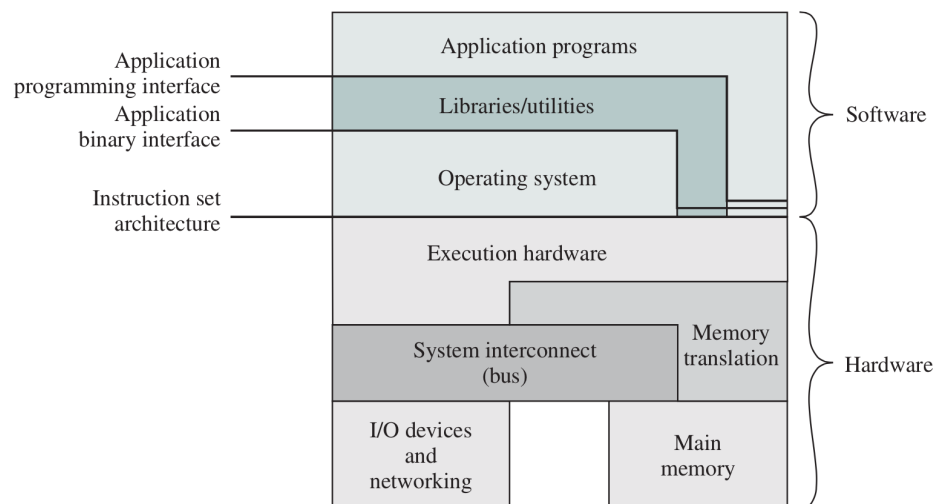 Application programs
Application
programming interface
Libraries/utilities
Application
binary interface
Software
Operating system
Instruction set
architecture
Execution hardware
Memory
translation
System interconnect
(bus)
Hardware
I/O devices
and
networking
Main
memory